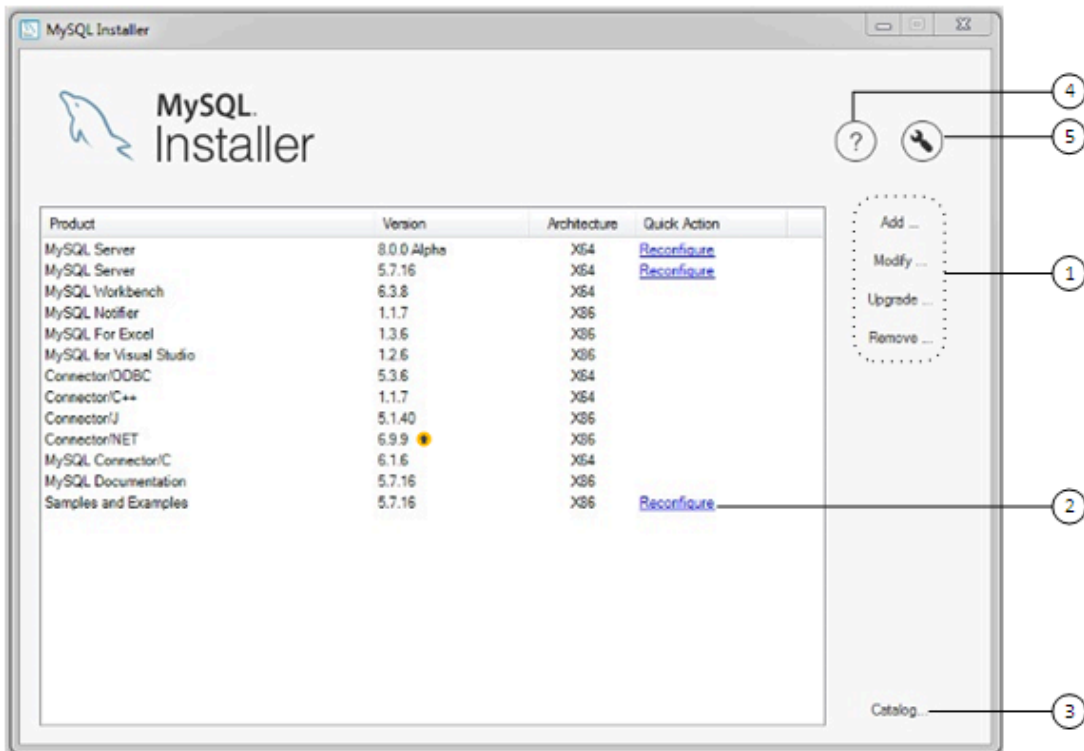 MySQL Installer
MySQL.
Installer
4
?
5
Product Version Architecture Quick Action
MySQL Server 8.0.0 Alpha X64 Reconfigure
MySQL Server 5.7.16 X64 Reconfigure
MySQL Workbench 6.3.8 X64
MySQL Notifier 1.1.7 X86
MySQL For Excel 1.3.6 X86
MySQL for Visual Studio 1.2.6 X86
Connector/ODBC 5.3.6 X64
Connector/C++ 1.1.7 X64
Connector/J 5.1.40 X86
Connector/NET 6.9.9 X86
MySQL Connector/C 6.1.6 X64
MySQL Documentation 5.7.16 X86
Samples and Examples 5.7.16 X86 Reconfigure
Add ...
Modify ...
Upgrade ...
Remove ...
1
2
Catalog...
3